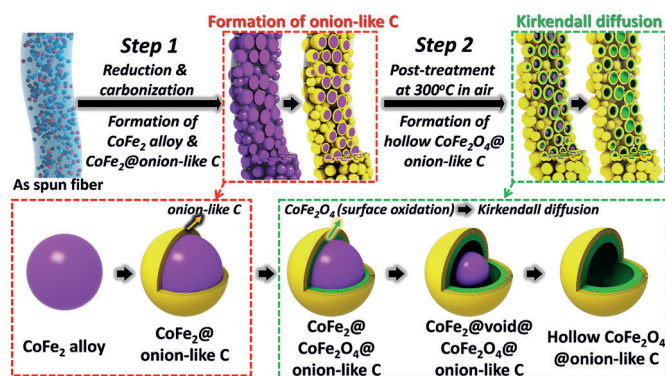 Formation of onion-like C
Kirkendall diffusion
Step 1
Reduction &
carbonization
Formation of
CoFe₂ alloy &
CoFe₂@onion-like C
Step 2
Post-treatment
at 300ºC in air
Formation of
hollow CoFe₂O₄@
onion-like C
As spun fiber
onion-like C
CoFe₂O₄ (surface oxidation) Kirkendall diffusion
CoFe₂ alloy
CoFe₂@
onion-like C
CoFe₂@
CoFe₂O₄@
onion-like C
CoFe₂@void@
CoFe₂O₄@
onion-like C
Hollow CoFe₂O₄
@onion-like C